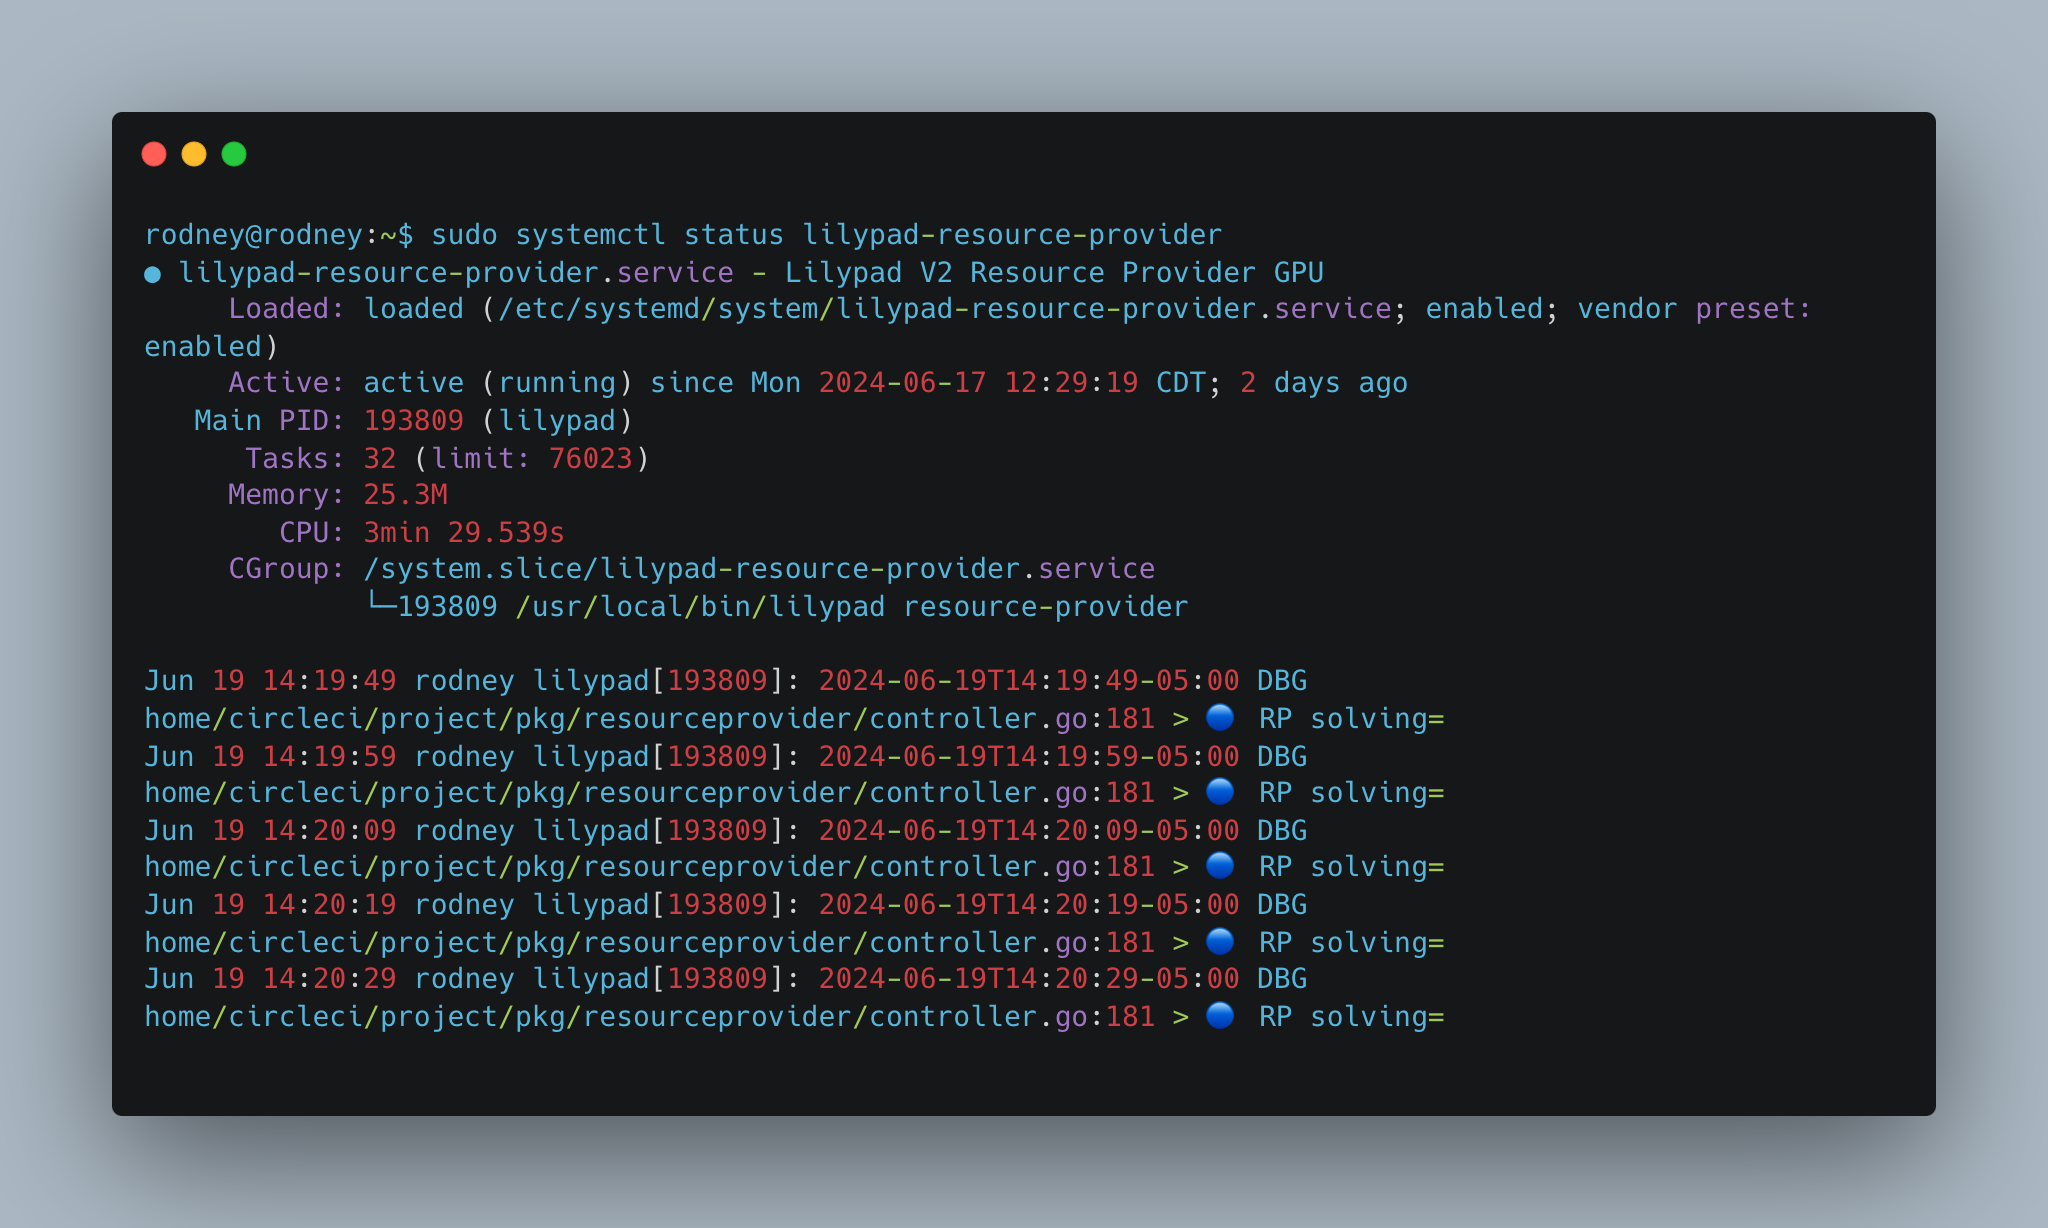 rodney@rodney:~$ sudo systemctl status lilypad-resource-provider
● lilypad-resource-provider.service - Lilypad V2 Resource Provider GPU
     Loaded: loaded (/etc/systemd/system/lilypad-resource-provider.service; enabled; vendor preset:
enabled)
     Active: active (running) since Mon 2024-06-17 12:29:19 CDT; 2 days ago
   Main PID: 193809 (lilypad)
      Tasks: 32 (limit: 76023)
     Memory: 25.3M
        CPU: 3min 29.539s
     CGroup: /system.slice/lilypad-resource-provider.service
             └─193809 /usr/local/bin/lilypad resource-provider

Jun 19 14:19:49 rodney lilypad[193809]: 2024-06-19T14:19:49-05:00 DBG
home/circleci/project/pkg/resourceprovider/controller.go:181 > 🔵 RP solving=
Jun 19 14:19:59 rodney lilypad[193809]: 2024-06-19T14:19:59-05:00 DBG
home/circleci/project/pkg/resourceprovider/controller.go:181 > 🔵 RP solving=
Jun 19 14:20:09 rodney lilypad[193809]: 2024-06-19T14:20:09-05:00 DBG
home/circleci/project/pkg/resourceprovider/controller.go:181 > 🔵 RP solving=
Jun 19 14:20:19 rodney lilypad[193809]: 2024-06-19T14:20:19-05:00 DBG
home/circleci/project/pkg/resourceprovider/controller.go:181 > 🔵 RP solving=
Jun 19 14:20:29 rodney lilypad[193809]: 2024-06-19T14:20:29-05:00 DBG
home/circleci/project/pkg/resourceprovider/controller.go:181 > 🔵 RP solving=